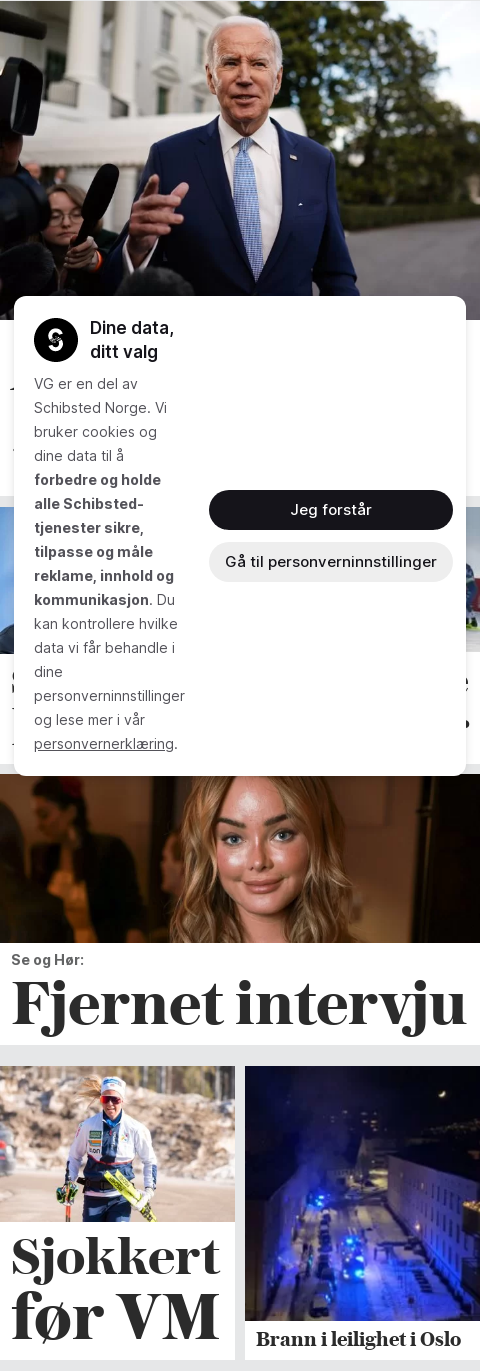 Dine data,
ditt valg
VG er en del av
Schibsted Norge. Vi
bruker cookies og
dine data til å
forbedre og holde
alle Schibsted-
tjenester sikre,
tilpasse og måle
reklame, innhold og
kommunikasjon. Du
kan kontrollere hvilke
data vi får behandle i
dine
personverninnstillinger
og lese mer i vår
personvernerklæring.
Jeg forstår
Gå til personverninnstillinger
Se og Hør:
Fjernet intervju
Sjokkert
før VM
Brann i leilighet i Oslo